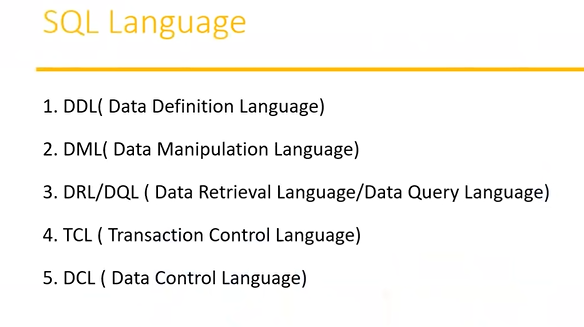 SQL Language
1. DDL( Data Definition Language)
2. DML( Data Manipulation Language)
3. DRL/DQL ( Data Retrieval Language/Data Query Language)
4. TCL ( Transaction Control Language)
5. DCL ( Data Control Language)